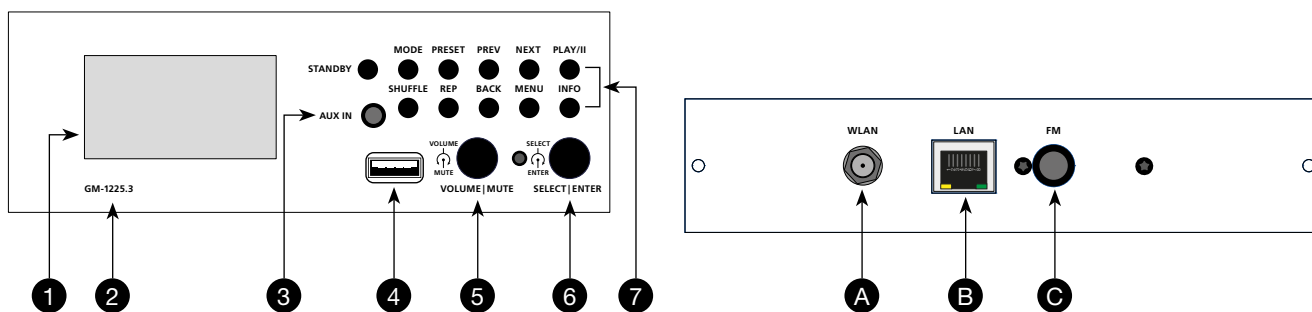 MODE PRESET PREV NEXT PLAY/II
STANDBY
SHUFFLE REP BACK MENU INFO
AUX IN
VOLUME
MUTE
SELECT
ENTER
GM-1225.3
VOLUME|MUTE
SELECT|ENTER
1 2 3 4 5 6 7
WLAN LAN FM
A B C